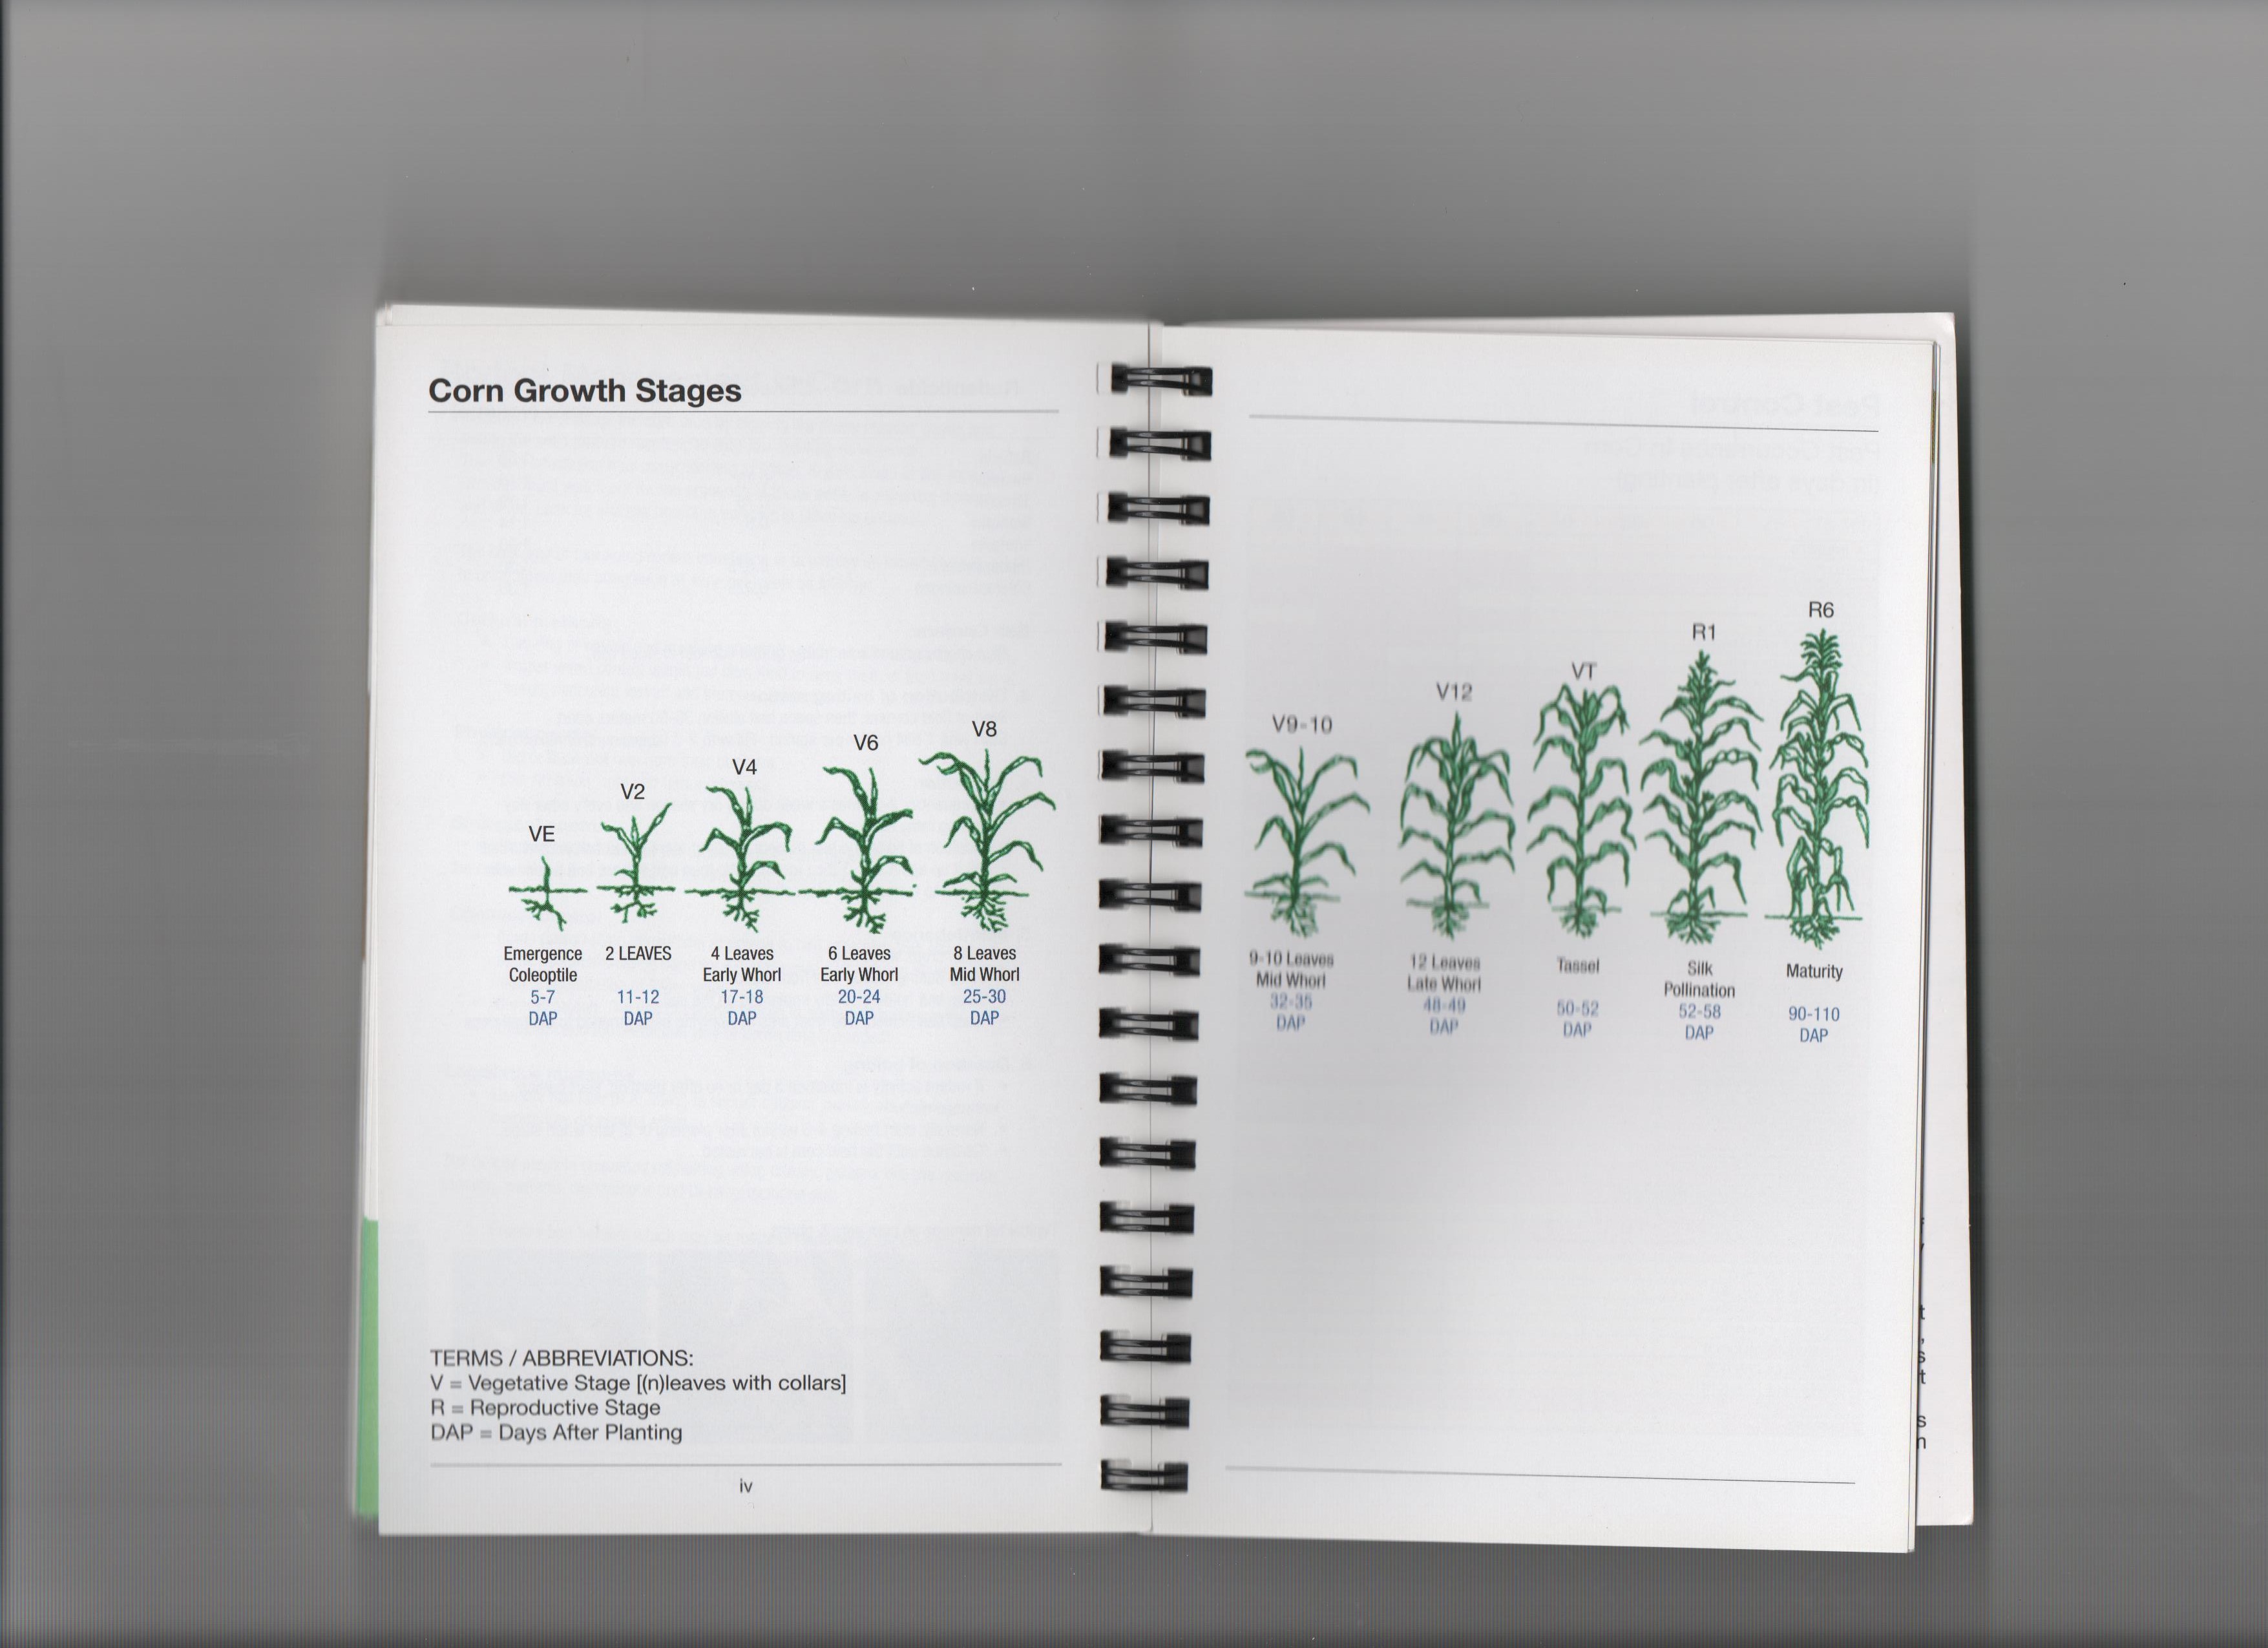 Corn Growth Stages
VE
V2
V4
V6
V8
Emergence
Coleoptile
5-7
DAP
2 LEAVES
11-12
DAP
4 Leaves
Early Whorl
17-18
DAP
6 Leaves
Early Whorl
20-24
DAP
8 Leaves
Mid Whorl
25-30
DAP
TERMS / ABBREVIATIONS:
V = Vegetative Stage [(n)leaves with collars]
R = Reproductive Stage
DAP = Days After Planting
iv
V9-10
V12
VT
R1
R6
9-10 Leaves
Mid Whorl
32-35
DAP
12 Leaves
Late Whorl
48-49
DAP
Tassel
50-52
DAP
Silk
Pollination
52-58
DAP
Maturity
90-110
DAP